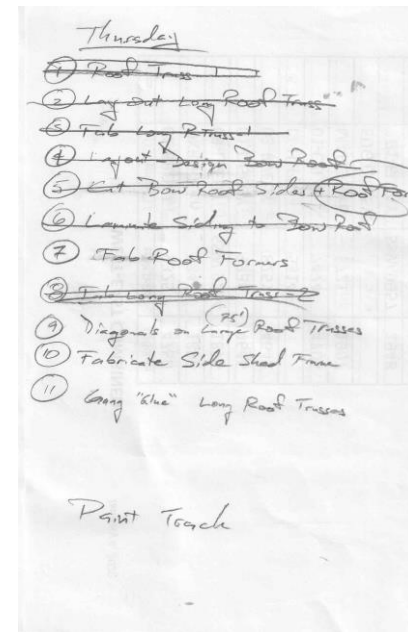 Thursday
1 Roof Truss 1
2 Lay out Long Roof Truss
3 Fab Long R. Truss-1
4 Layout - Design Bow Roof
5 Cut Bow Roof Sides + Roof For
6 Laminate Siding to Bow Roof
7 Fab Roof Formers
8 Fab Long Roof Truss-2
9 Diagonals on Large (75') Roof Trusses
10 Fabricate Side Shed Frame
11 Gang "Glue" Long Roof Trusses
Paint Track